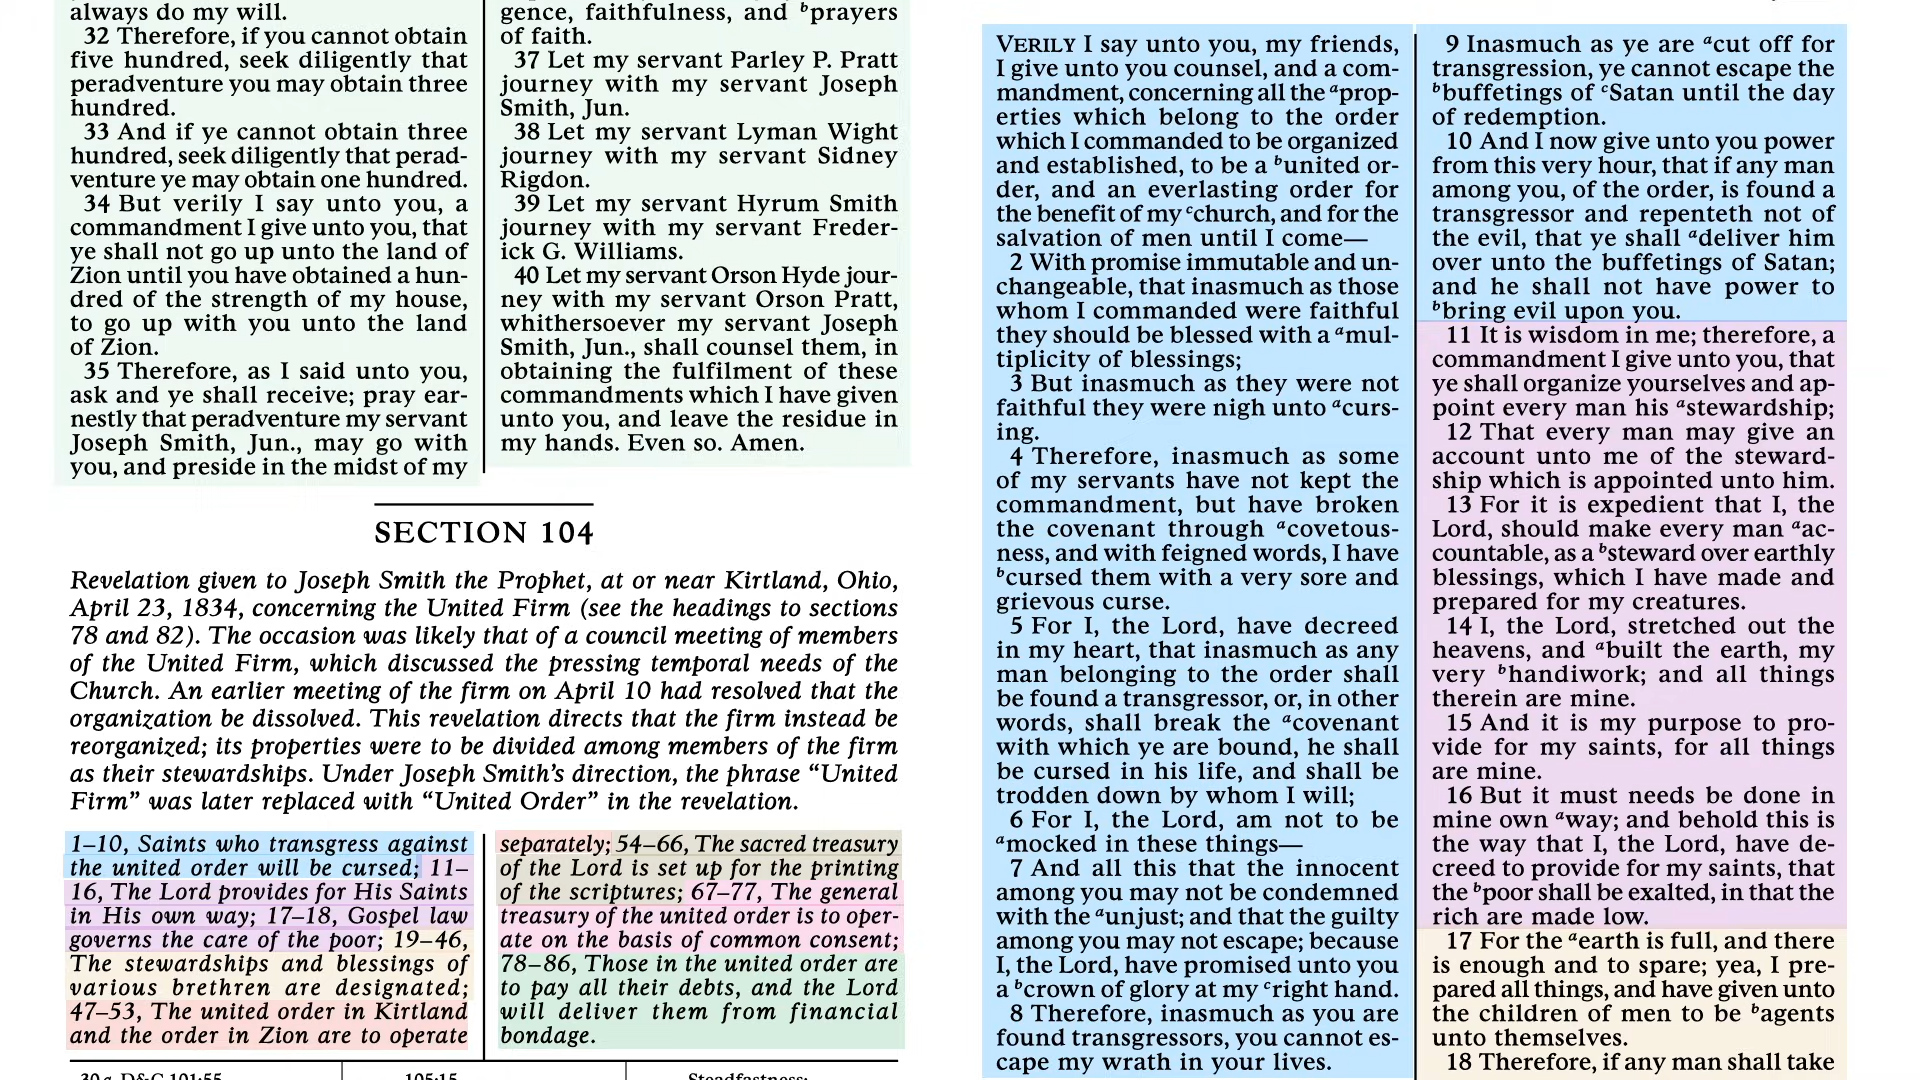 always do my will.
32 Therefore, if you cannot obtain
five hundred, seek diligently that
peradventure you may obtain three
hundred.
33 And if ye cannot obtain three
hundred, seek diligently that perad-
venture ye may obtain one hundred.
34 But verily I say unto you, a
commandment I give unto you, that
ye shall not go up unto the land of
Zion until you have obtained a hun-
dred of the strength of my house,
to go up with you unto the land
of Zion.
35 Therefore, as I said unto you,
ask and ye shall receive; pray ear-
nestly that peradventure my servant
Joseph Smith, Jun., may go with
you, and preside in the midst of my
gence, faithfulness, and bprayers
of faith.
37 Let my servant Parley P. Pratt
journey with my servant Joseph
Smith, Jun.
38 Let my servant Lyman Wight
journey with my servant Sidney
Rigdon.
39 Let my servant Hyrum Smith
journey with my servant Freder-
ick G. Williams.
40 Let my servant Orson Hyde jour-
ney with my servant Orson Pratt,
whithersoever my servant Joseph
Smith, Jun., shall counsel them, in
obtaining the fulfilment of these
commandments which I have given
unto you, and leave the residue in
my hands. Even so. Amen.
SECTION 104
Revelation given to Joseph Smith the Prophet, at or near Kirtland, Ohio,
April 23, 1834, concerning the United Firm (see the headings to sections
78 and 82). The occasion was likely that of a council meeting of members
of the United Firm, which discussed the pressing temporal needs of the
Church. An earlier meeting of the firm on April 10 had resolved that the
organization be dissolved. This revelation directs that the firm instead be
reorganized; its properties were to be divided among members of the firm
as their stewardships. Under Joseph Smith's direction, the phrase “United
Firm” was later replaced with “United Order” in the revelation.
1–10, Saints who transgress against
the united order will be cursed; 11–
16, The Lord provides for His Saints
in His own way; 17–18, Gospel law
governs the care of the poor; 19–46,
The stewardships and blessings of
various brethren are designated;
47–53, The united order in Kirtland
and the order in Zion are to operate
separately; 54–66, The sacred treasury
of the Lord is set up for the printing
of the scriptures; 67–77, The general
treasury of the united order is to oper-
ate on the basis of common consent;
78–86, Those in the united order are
to pay all their debts, and the Lord
will deliver them from financial
bondage.
30a D&C 101:55
105:15
Steadfastness;
VERILY I say unto you, my friends,
I give unto you counsel, and a com-
mandment, concerning all the aprop-
erties which belong to the order
which I commanded to be organized
and established, to be a bunited or-
der, and an everlasting order for
the benefit of my cchurch, and for the
salvation of men until I come—
2 With promise immutable and un-
changeable, that inasmuch as those
whom I commanded were faithful
they should be blessed with a amul-
tiplicity of blessings;
3 But inasmuch as they were not
faithful they were nigh unto acurs-
ing.
4 Therefore, inasmuch as some
of my servants have not kept the
commandment, but have broken
the covenant through acovetous-
ness, and with feigned words, I have
bcursed them with a very sore and
grievous curse.
5 For I, the Lord, have decreed
in my heart, that inasmuch as any
man belonging to the order shall
be found a transgressor, or, in other
words, shall break the acovenant
with which ye are bound, he shall
be cursed in his life, and shall be
trodden down by whom I will;
6 For I, the Lord, am not to be
amocked in these things—
7 And all this that the innocent
among you may not be condemned
with the aunjust; and that the guilty
among you may not escape; because
I, the Lord, have promised unto you
a bcrown of glory at my cright hand.
8 Therefore, inasmuch as you are
found transgressors, you cannot es-
cape my wrath in your lives.
9 Inasmuch as ye are acut off for
transgression, ye cannot escape the
bbuffetings of cSatan until the day
of redemption.
10 And I now give unto you power
from this very hour, that if any man
among you, of the order, is found a
transgressor and repenteth not of
the evil, that ye shall adeliver him
over unto the buffetings of Satan;
and he shall not have power to
bbring evil upon you.
11 It is wisdom in me; therefore, a
commandment I give unto you, that
ye shall organize yourselves and ap-
point every man his astewardship;
12 That every man may give an
account unto me of the steward-
ship which is appointed unto him.
13 For it is expedient that I, the
Lord, should make every man aac-
countable, as a bsteward over earthly
blessings, which I have made and
prepared for my creatures.
14 I, the Lord, stretched out the
heavens, and abuilt the earth, my
very bhandiwork; and all things
therein are mine.
15 And it is my purpose to pro-
vide for my saints, for all things
are mine.
16 But it must needs be done in
mine own away; and behold this is
the way that I, the Lord, have de-
creed to provide for my saints, that
the bpoor shall be exalted, in that the
rich are made low.
17 For the aearth is full, and there
is enough and to spare; yea, I pre-
pared all things, and have given unto
the children of men to be bagents
unto themselves.
18 Therefore, if any man shall take